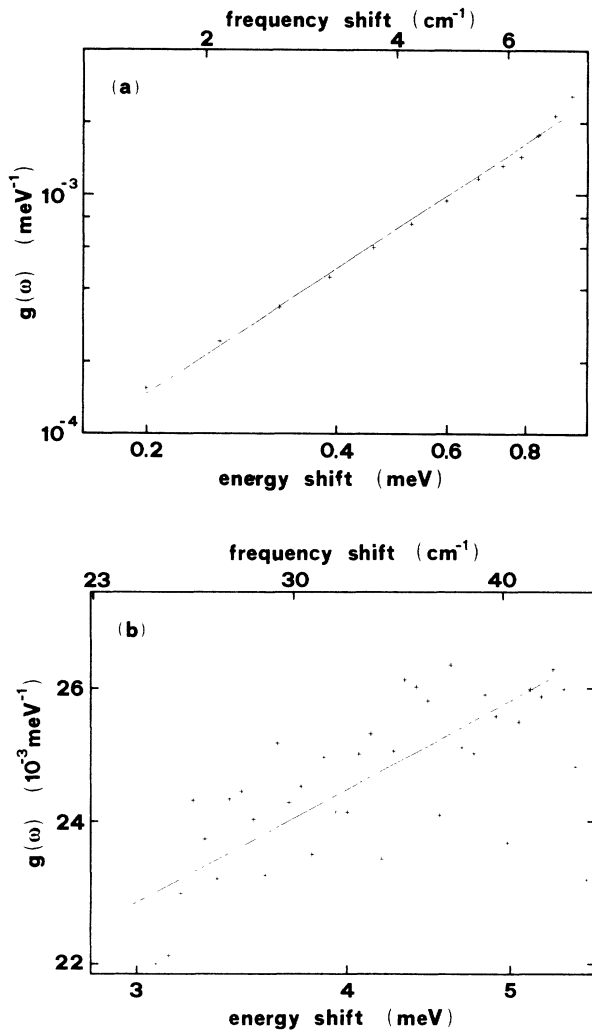 frequency shift (cm⁻¹)
2 4 6
(a)
10⁻³
10⁻⁴
g(ω) (meV⁻¹)
0.2 0.4 0.6 0.8
energy shift (meV)
frequency shift (cm⁻¹)
23 30 40
(b)
26
24
22
g(ω) (10⁻³meV⁻¹)
3 4 5
energy shift (meV)